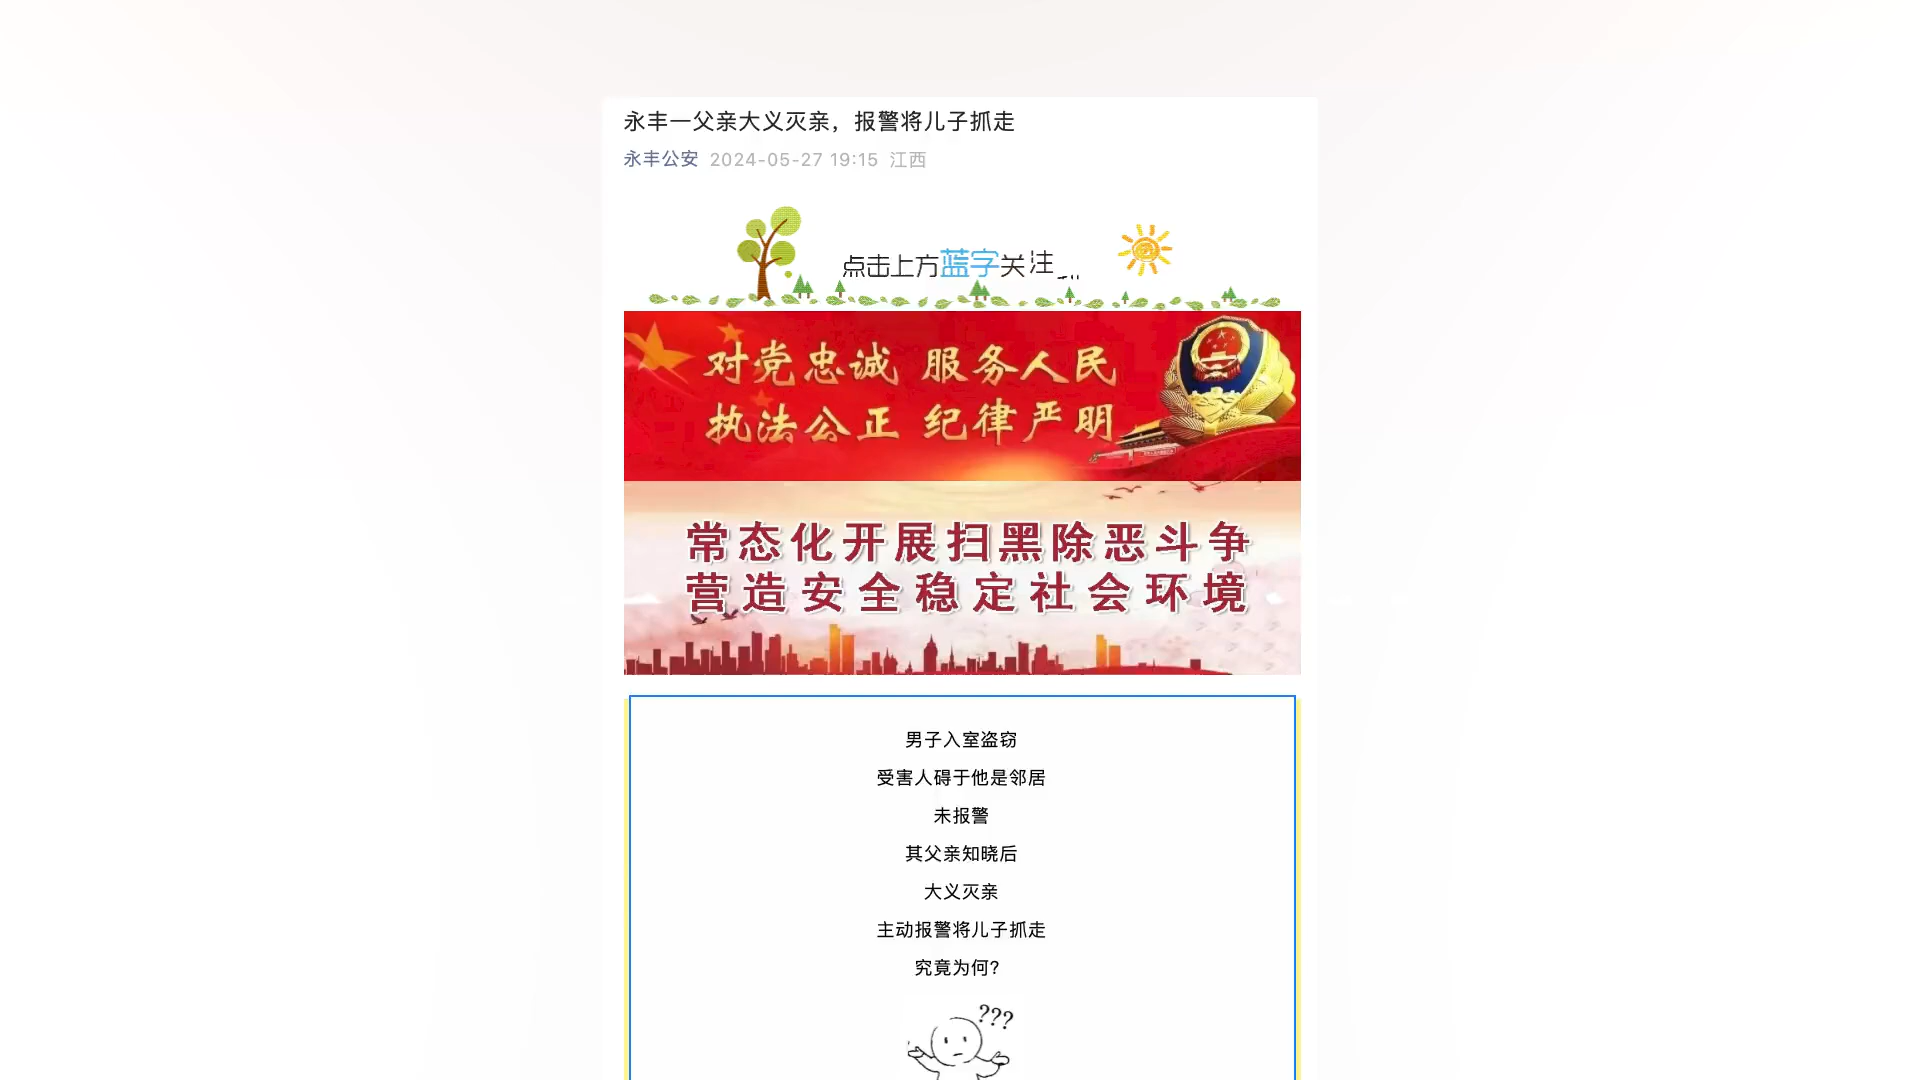 永丰一父亲大义灭亲，报警将儿子抓走
永丰公安 2024-05-27 19:15 江西
点击上方蓝字关注
对党忠诚 服务人民
执法公正 纪律严明
常态化开展扫黑除恶斗争
营造安全稳定社会环境
男子入室盗窃
受害人碍于他是邻居
未报警
其父亲知晓后
大义灭亲
主动报警将儿子抓走
究竟为何?
???